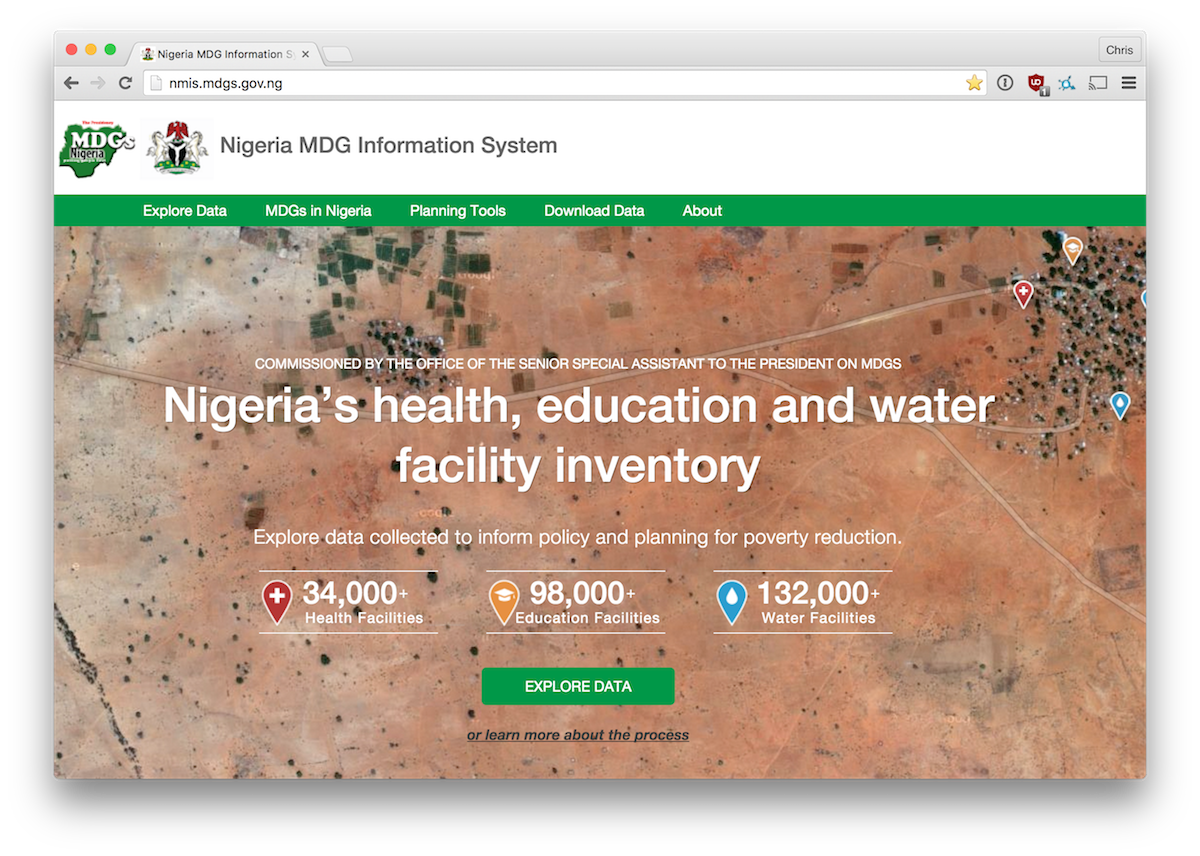 Nigeria MDG Information Sy
Chris
nmis.mdgs.gov.ng
1
The Presidency
MDGs
Nigeria
Nigeria MDG Information System
Explore Data
MDGs in Nigeria
Planning Tools
Download Data
About
COMMISSIONED BY THE OFFICE OF THE SENIOR SPECIAL ASSISTANT TO THE PRESIDENT ON MDGS
Nigeria’s health, education and water
facility inventory
Explore data collected to inform policy and planning for poverty reduction.
34,000+
Health Facilities
98,000+
Education Facilities
132,000+
Water Facilities
EXPLORE DATA
or learn more about the process